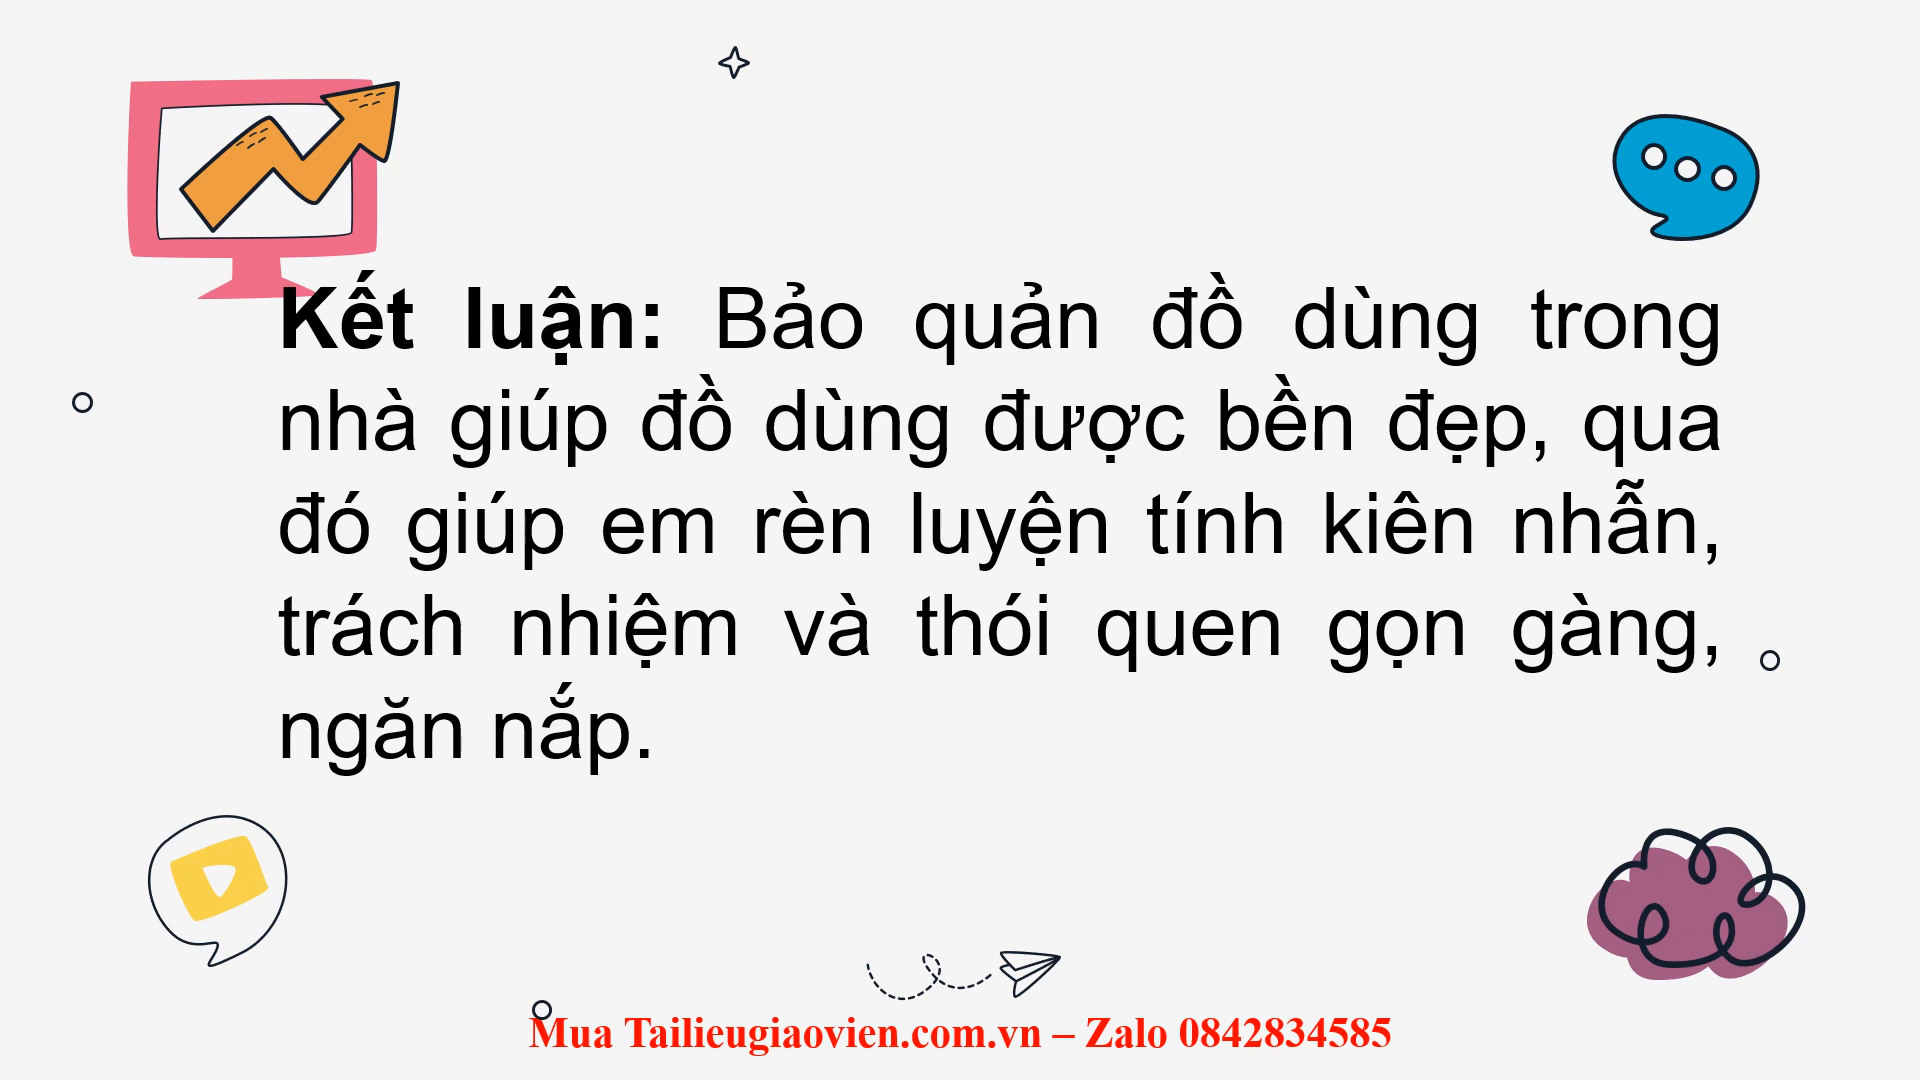 Kết luận: Bảo quản đồ dùng trong
nhà giúp đồ dùng được bền đẹp, qua
đó giúp em rèn luyện tính kiên nhẫn,
trách nhiệm và thói quen gọn gàng,
ngăn nắp.
Mua Tailieugiaovien.com.vn – Zalo 0842834585